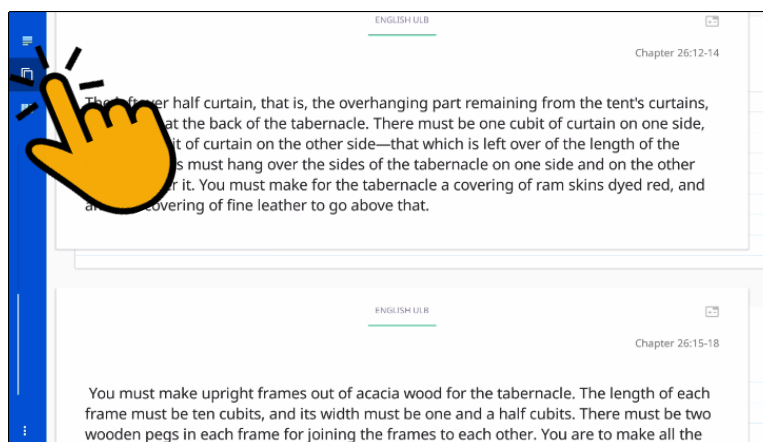 ENGLISH ULB
Chapter 26:12-14
half curtain, that is, the overhanging part remaining from the tent's curtains,
at the back of the tabernacle. There must be one cubit of curtain on one side,
of curtain on the other side—that which is left over of the length of the
must hang over the sides of the tabernacle on one side and on the other
it. You must make for the tabernacle a covering of ram skins dyed red, and
covering of fine leather to go above that.
ENGLISH ULB
Chapter 26:15-18
You must make upright frames out of acacia wood for the tabernacle. The length of each
frame must be ten cubits, and its width must be one and a half cubits. There must be two
wooden pegs in each frame for joining the frames to each other. You are to make all the